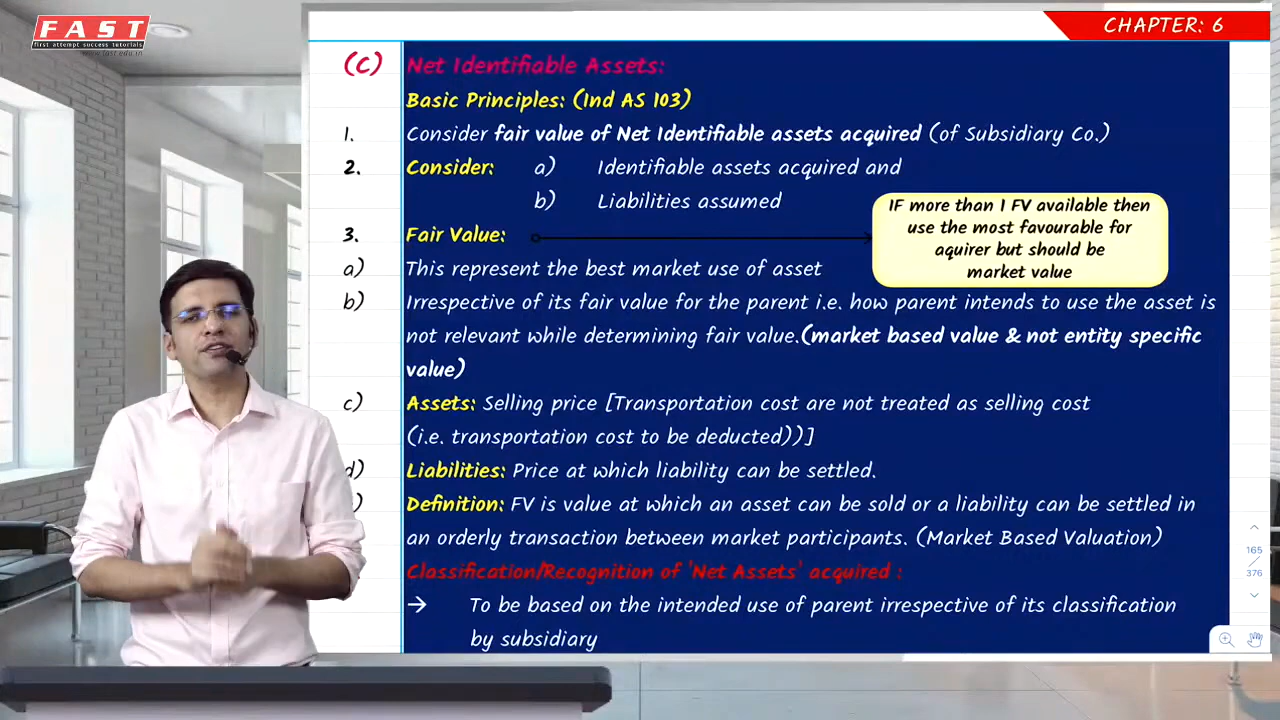 FAST
first attempt success tutorials
www.fast.edu.in
CHAPTER: 6
(C) Net Identifiable Assets:
Basic Principles: (Ind AS 103)
1. Consider fair value of Net Identifiable assets acquired (of Subsidiary Co.)
2. Consider: a) Identifiable assets acquired and
b) Liabilities assumed
3. Fair Value:
IF more than 1 FV available then
use the most favourable for
aquirer but should be
market value
a) This represent the best market use of asset
b) Irrespective of its fair value for the parent i.e. how parent intends to use the asset is
not relevant while determining fair value.(market based value & not entity specific
value)
c) Assets: Selling price [Transportation cost are not treated as selling cost
(i.e. transportation cost to be deducted))]
d) Liabilities: Price at which liability can be settled.
) Definition: FV is value at which an asset can be sold or a liability can be settled in
an orderly transaction between market participants. (Market Based Valuation)
Classification/Recognition of 'Net Assets' acquired :
→ To be based on the intended use of parent irrespective of its classification
by subsidiary
165
376